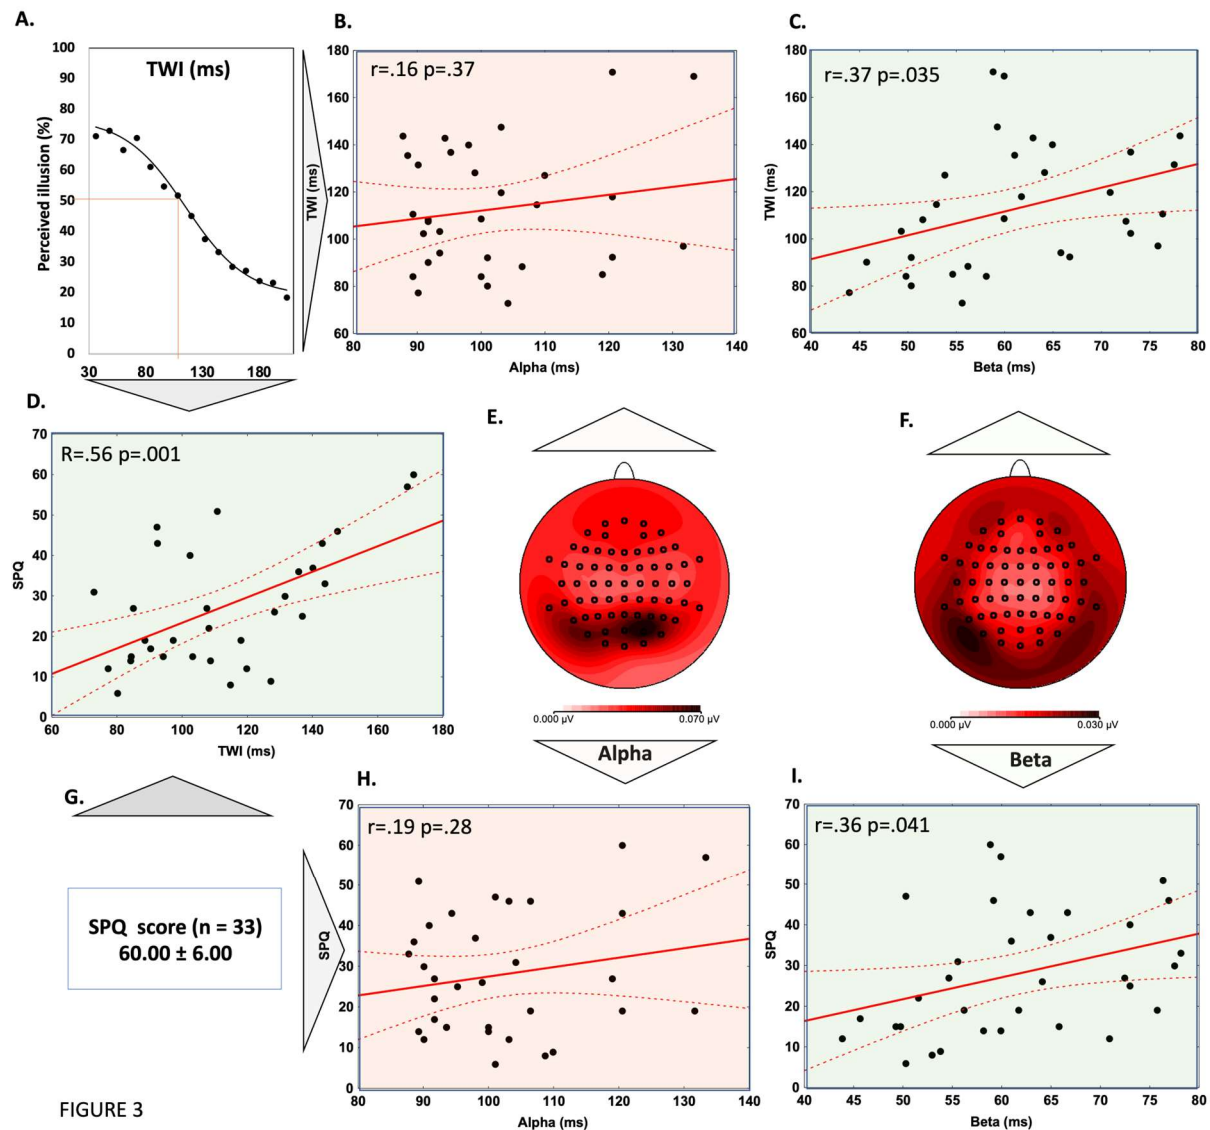 A.
TWI (ms)
Perceived illusion (%)
100
90
80
70
60
50
40
30
20
10
0
30 80 130 180
B.
r=.16 p=.37
TWI (ms)
180
160
140
120
100
80
60
80 90 100 110 120 130 140
Alpha (ms)
C.
r=.37 p=.035
TWI (ms)
180
160
140
120
100
80
60
40 45 50 55 60 65 70 75 80
Beta (ms)
D.
R=.56 p=.001
SPQ
70
60
50
40
30
20
10
0
60 80 100 120 140 160 180
TWI (ms)
E.
0.000 µV 0.070 µV
Alpha
F.
0.000 µV 0.030 µV
Beta
G.
SPQ score (n = 33)
60.00 ± 6.00
H.
r=.19 p=.28
SPQ
70
60
50
40
30
20
10
0
80 90 100 110 120 130 140
Alpha (ms)
I.
r=.36 p=.041
SPQ
70
60
50
40
30
20
10
0
40 45 50 55 60 65 70 75 80
Beta (ms)
FIGURE 3